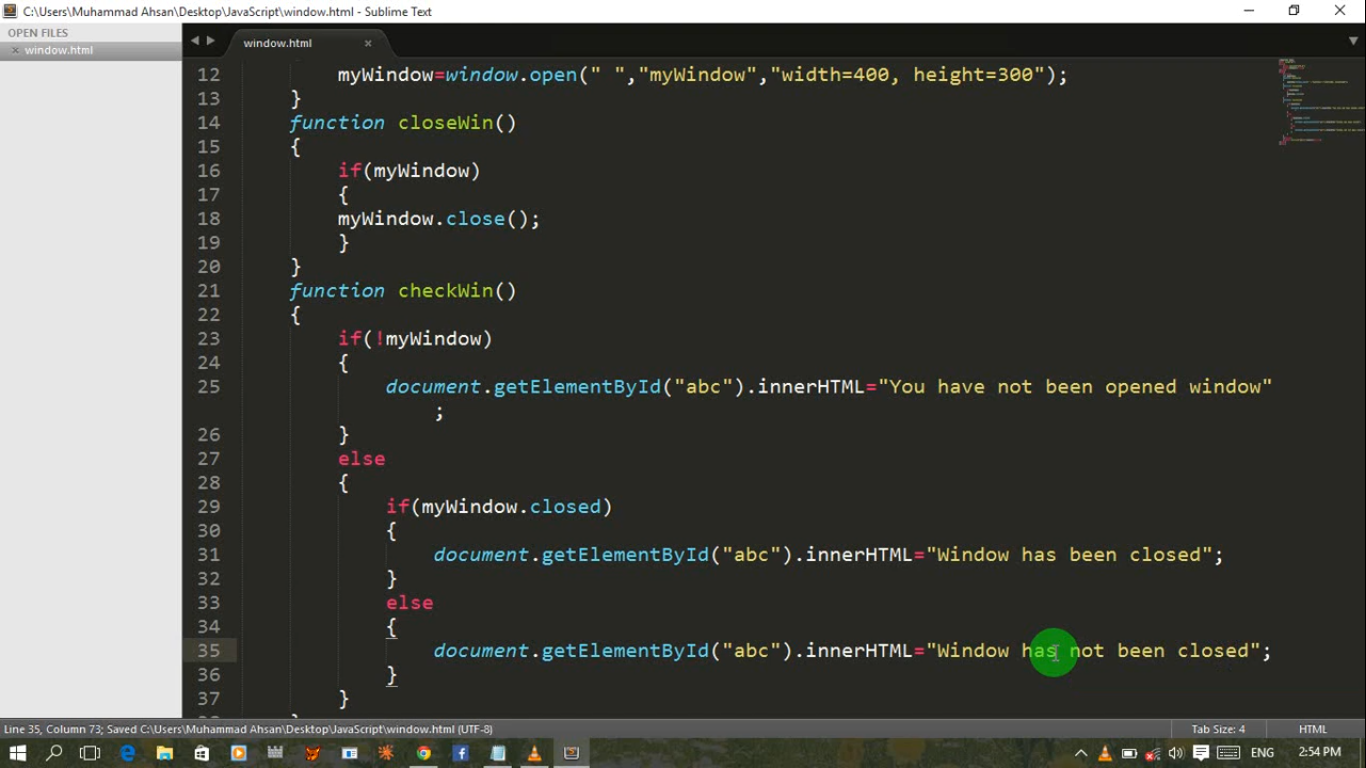 C:\Users\Muhammad Ahsan\Desktop\JavaScript\window.html - Sublime Text
OPEN FILES
window.html
window.html
12 myWindow=window.open(" ","myWindow","width=400, height=300");
13 }
14 function closeWin()
15 {
16 if(myWindow)
17 {
18 myWindow.close();
19 }
20 }
21 function checkWin()
22 {
23 if(!myWindow)
24 {
25 document.getElementById("abc").innerHTML="You have not been opened window"
;
26 }
27 else
28 {
29 if(myWindow.closed)
30 {
31 document.getElementById("abc").innerHTML="Window has been closed";
32 }
33 else
34 {
35 document.getElementById("abc").innerHTML="Window has not been closed";
36 }
37 }
Line 35, Column 73; Saved C:\Users\Muhammad Ahsan\Desktop\JavaScript\window.html (UTF-8)
Tab Size: 4
HTML
ENG
2:54 PM